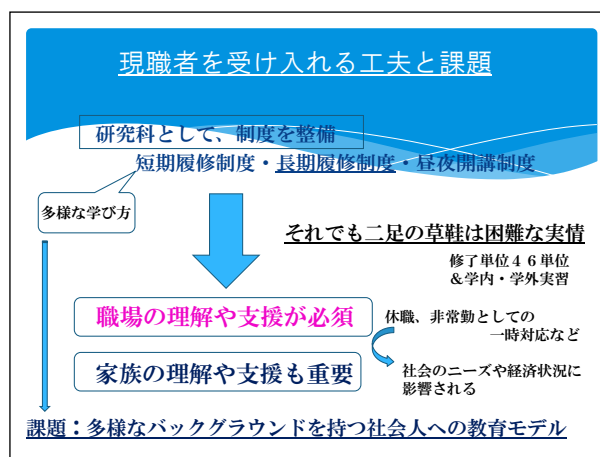 現職者を受け入れる工夫と課題
研究科として、制度を整備
短期履修制度・長期履修制度・昼夜開講制度
多様な学び方
それでも二足の草鞋は困難な実情
修了単位４６単位
&学内・学外実習
職場の理解や支援が必須
休職、非常勤としての
一時対応など
家族の理解や支援も重要
社会のニーズや経済状況に
影響される
課題：多様なバックグラウンドを持つ社会人への教育モデル